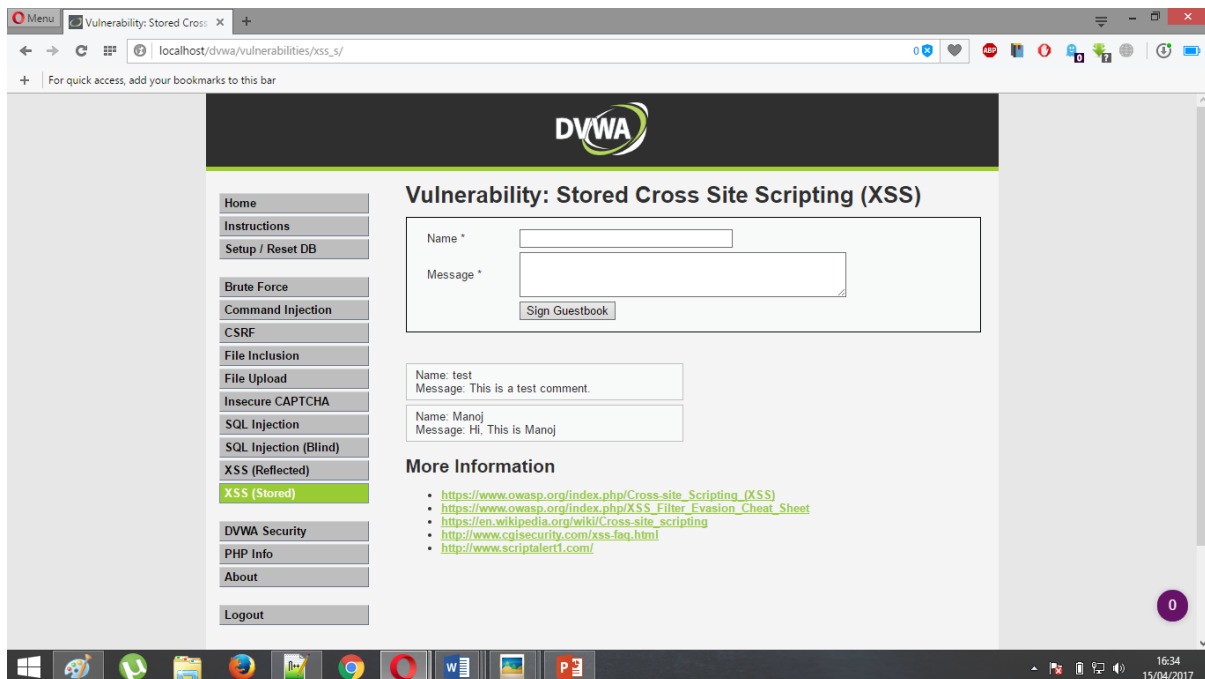 Menu
Vulnerability: Stored Cross
localhost/dvwa/vulnerabilities/xss_s/
0
ABP
0
7
For quick access, add your bookmarks to this bar
DVWA
Home
Instructions
Setup / Reset DB
Brute Force
Command Injection
CSRF
File Inclusion
File Upload
Insecure CAPTCHA
SQL Injection
SQL Injection (Blind)
XSS (Reflected)
XSS (Stored)
DVWA Security
PHP Info
About
Logout
Vulnerability: Stored Cross Site Scripting (XSS)
Name *
Message *
Sign Guestbook
Name: test
Message: This is a test comment.
Name: Manoj
Message: Hi, This is Manoj
More Information
https://www.owasp.org/index.php/Cross-site_Scripting_(XSS)
https://www.owasp.org/index.php/XSS_Filter_Evasion_Cheat_Sheet
https://en.wikipedia.org/wiki/Cross-site_scripting
http://www.cgisecurity.com/xss-faq.html
http://www.scriptalert1.com/
0
16:34
15/04/2017